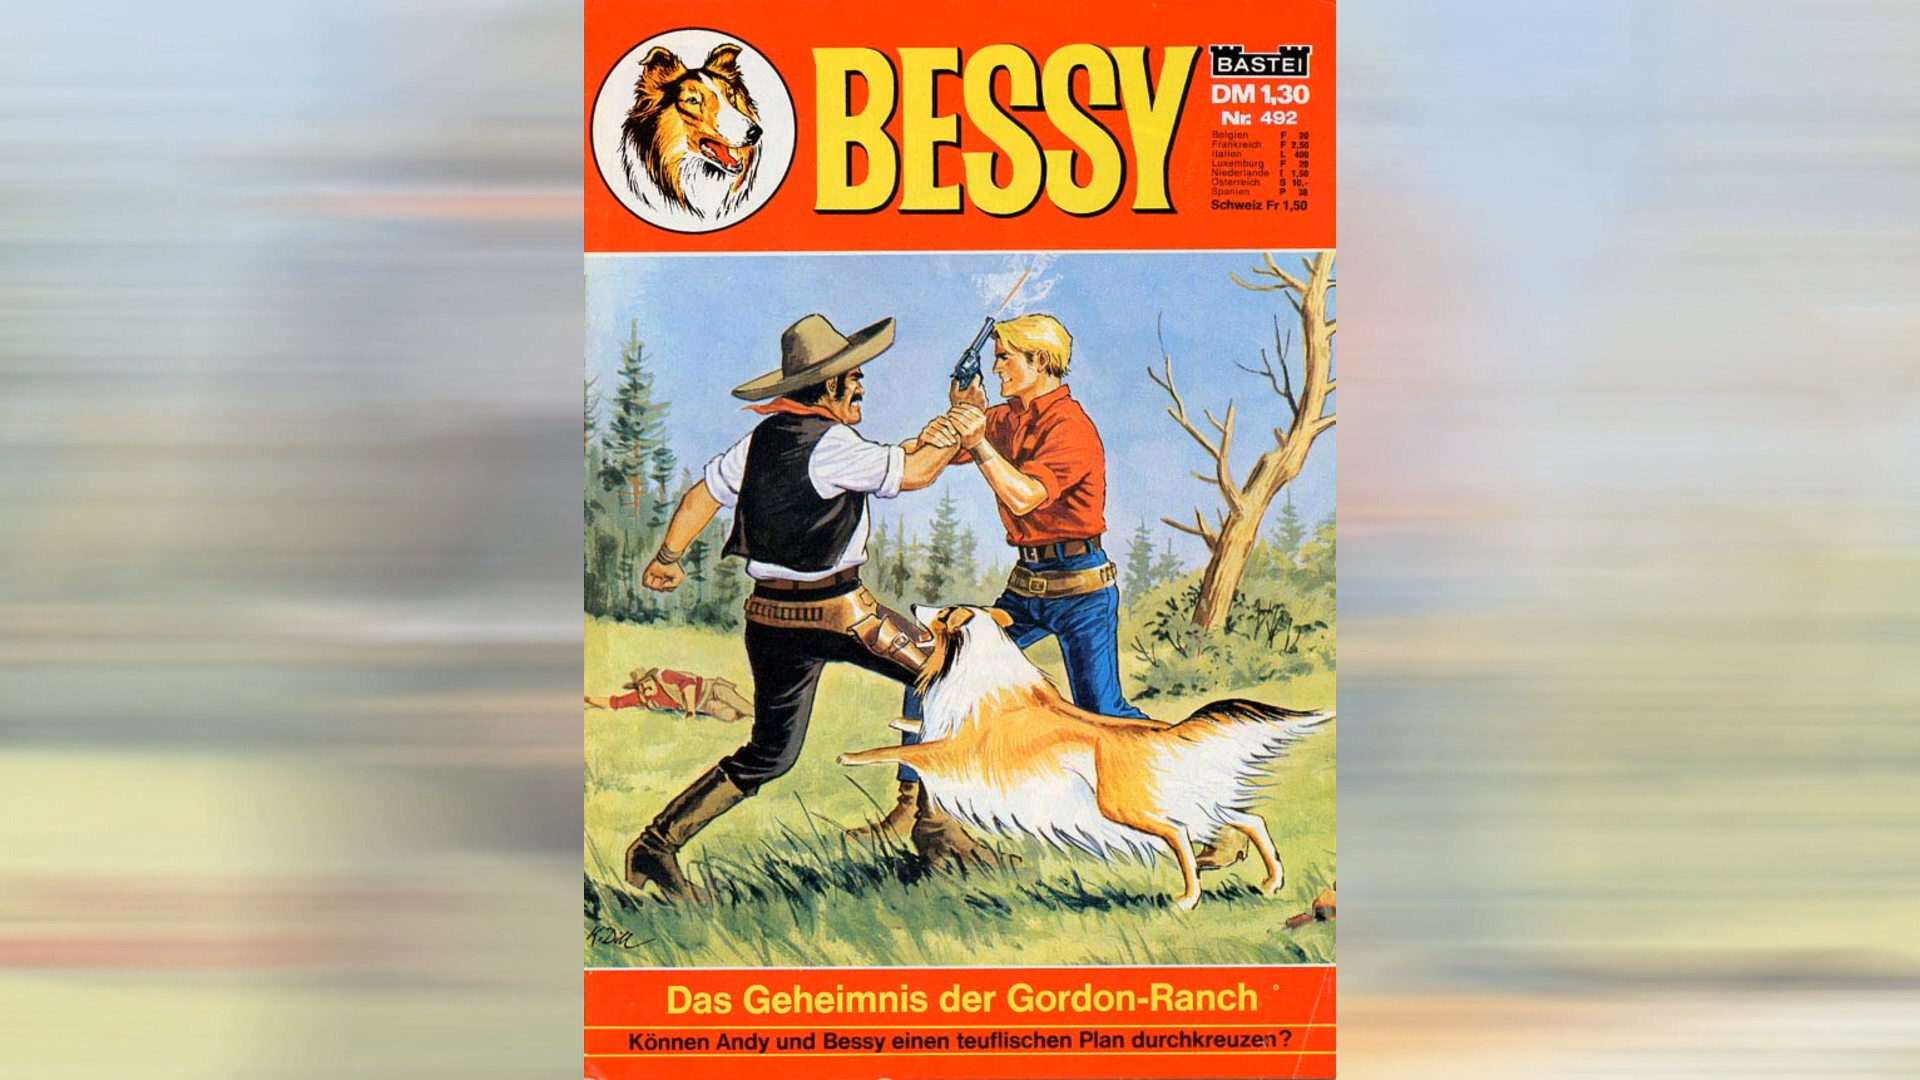 BESSY
BASTEI
DM 1,30
Nr. 492
Belgien F 20
Frankreich F 2,50
Italien L 400
Luxemburg F 20
Niederlande f 1,50
Österreich S 10,-
Spanien P 38
Schweiz Fr 1,50
K. Dill
Das Geheimnis der Gordon-Ranch
Können Andy und Bessy einen teuflischen Plan durchkreuzen?